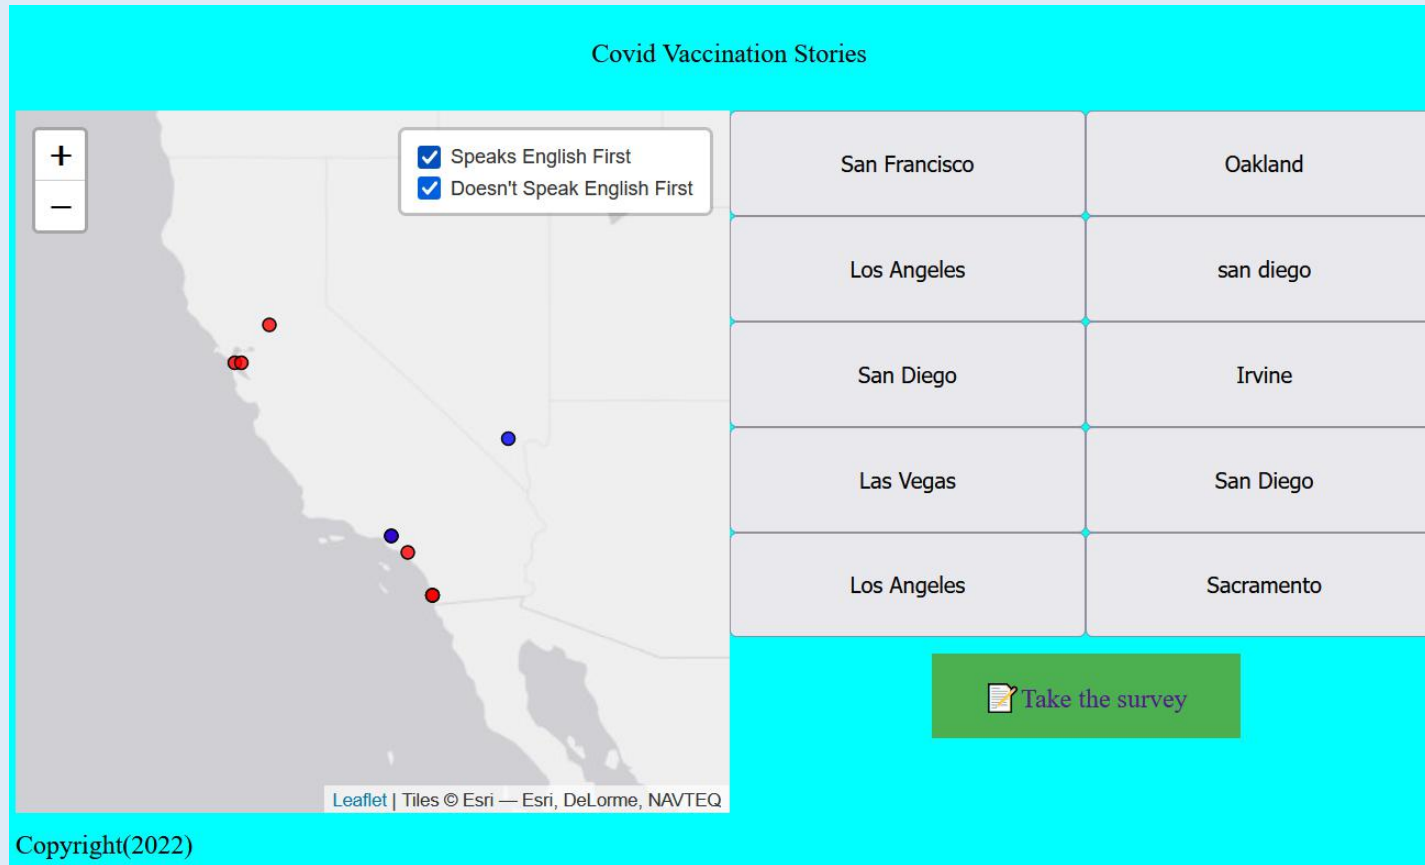 Covid Vaccination Stories
+
−
Speaks English First
Doesn't Speak English First
San Francisco
Oakland
Los Angeles
san diego
San Diego
Irvine
Las Vegas
San Diego
Los Angeles
Sacramento
📝Take the survey
Leaflet | Tiles © Esri — Esri, DeLorme, NAVTEQ
Copyright(2022)